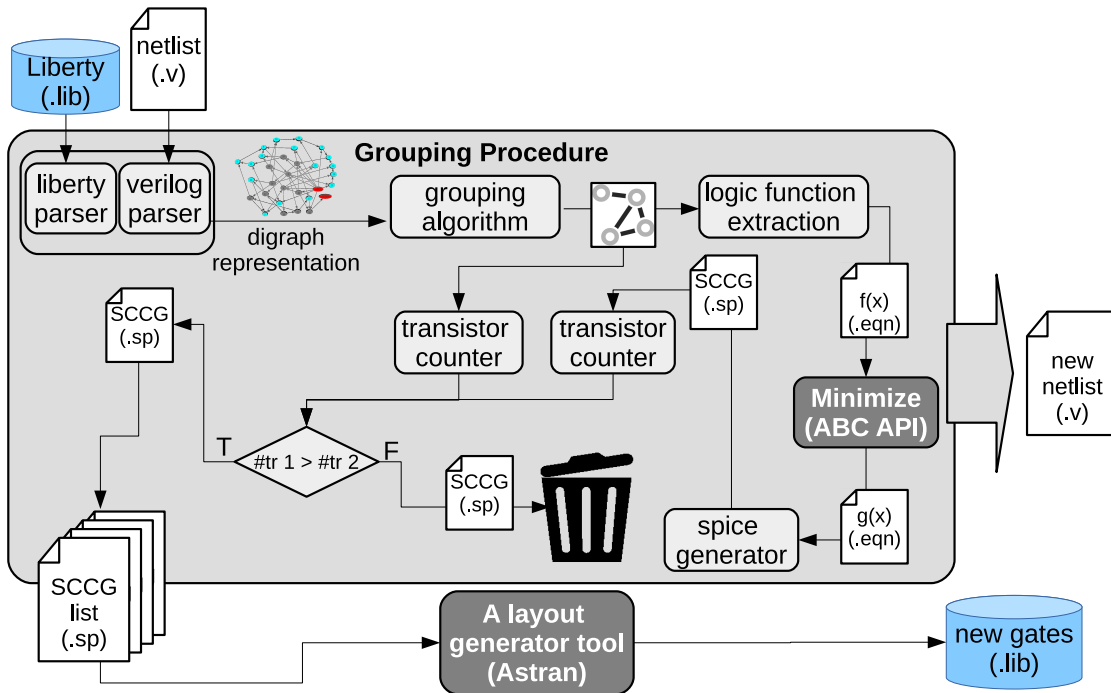 netlist
(.v)
Liberty
(.lib)
Grouping Procedure
liberty
parser
verilog
parser
digraph
representation
grouping
algorithm
logic function
extraction
SCCG
(.sp)
transistor
counter
transistor
counter
SCCG
(.sp)
f(x)
(.eqn)
Minimize
(ABC API)
new
netlist
(.v)
T
#tr 1 > #tr 2
F
SCCG
(.sp)
g(x)
(.eqn)
spice
generator
SCCG
list
(.sp)
A layout
generator tool
(Astran)
new gates
(.lib)